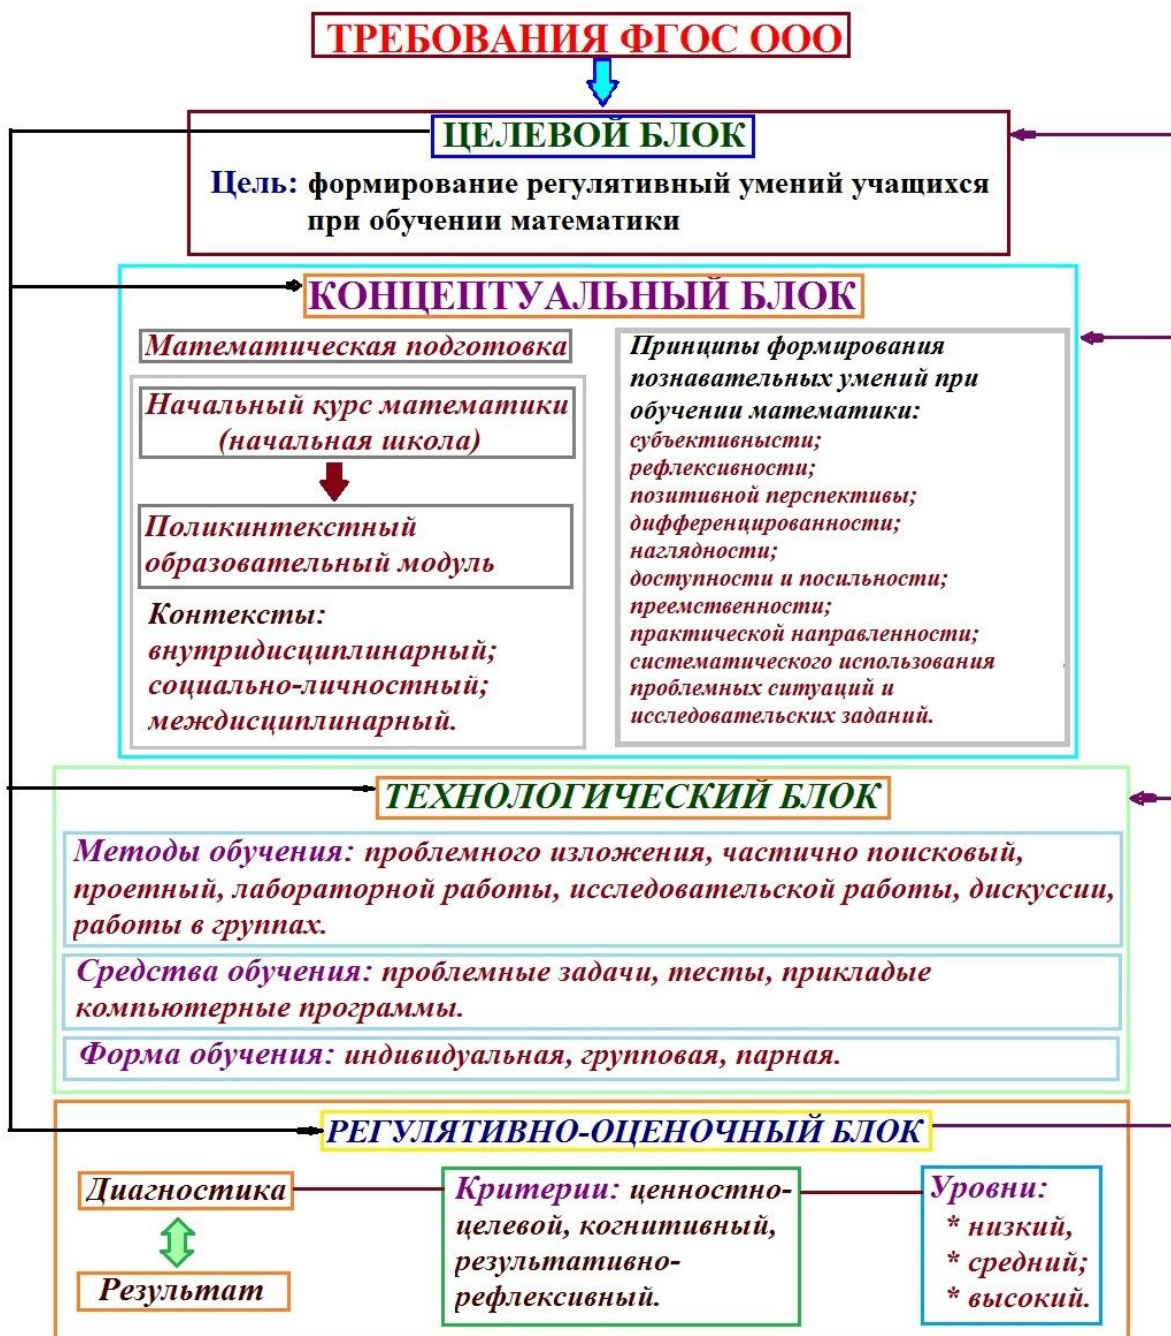 ТРЕБОВАНИЯ ФГОС ООО
ЦЕЛЕВОЙ БЛОК
Цель: формирование регулятивный умений учащихся
при обучении математики
КОНЦЕПТУАЛЬНЫЙ БЛОК
Математическая подготовка
Начальный курс математики
(начальная школа)
Поликинтекстный
образовательный модуль
Контексты:
внутридисциплинарный;
социально-личностный;
междисциплинарный.
Принципы формирования
познавательных умений при
обучении математики:
субъективнысти;
рефлексивности;
позитивной перспективы;
дифференцированности;
наглядности;
доступности и посильности;
преемственности;
практической направленности;
систематического использования
проблемных ситуаций и
исследовательских заданий.
ТЕХНОЛОГИЧЕСКИЙ БЛОК
Методы обучения: проблемного изложения, частично поисковый,
проетный, лабораторной работы, исследовательской работы, дискуссии,
работы в группах.
Средства обучения: проблемные задачи, тесты, прикладые
компьютерные программы.
Форма обучения: индивидуальная, групповая, парная.
РЕГУЛЯТИВНО-ОЦЕНОЧНЫЙ БЛОК
Диагностика
Результат
Критерии: ценностно-
целевой, когнитивный,
результативно-
рефлексивный.
Уровни:
* низкий,
* средний;
* высокий.